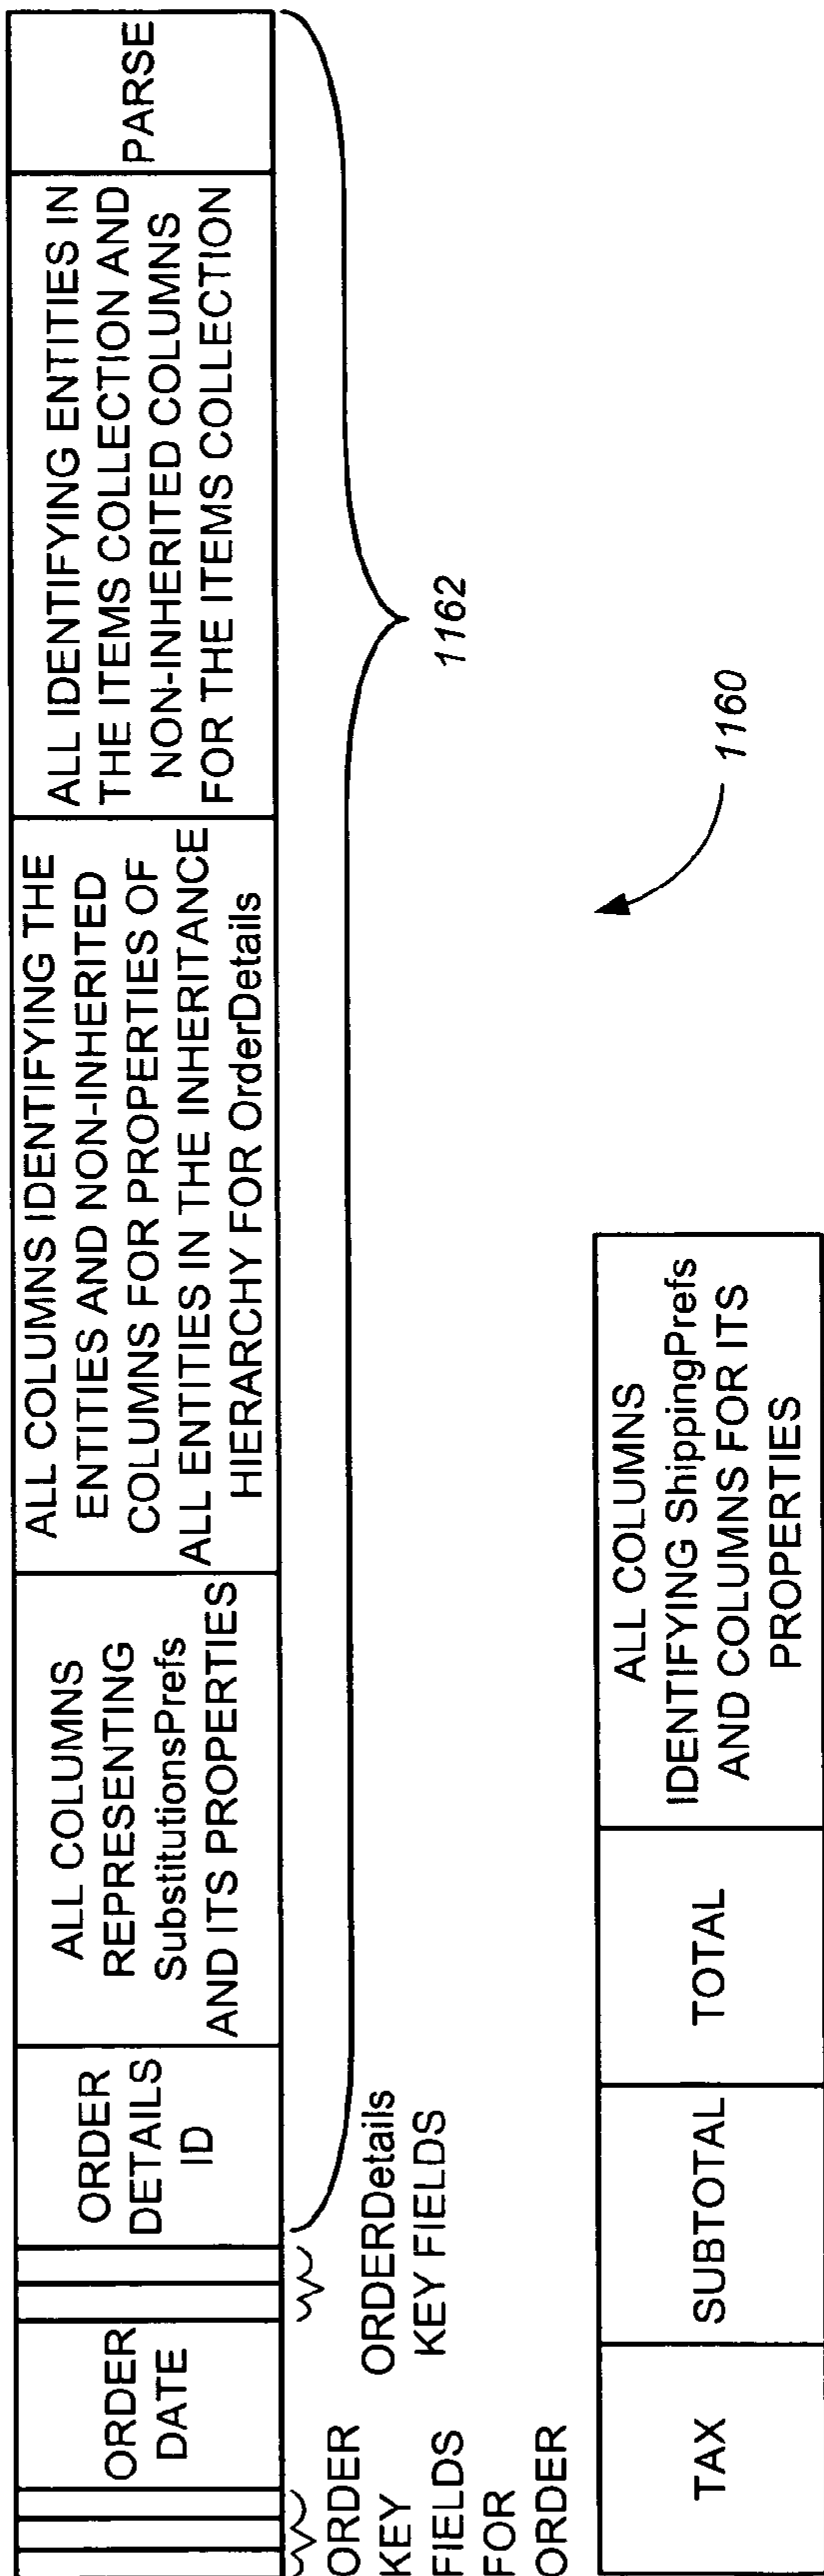 ORDER
DATE
ORDER
DETAILS
ID
ALL COLUMNS
REPRESENTING
SubstitutionsPrefs
AND ITS PROPERTIES
ALL COLUMNS IDENTIFYING THE
ENTITIES AND NON-INHERITED
COLUMNS FOR PROPERTIES OF
ALL ENTITIES IN THE INHERITANCE
HIERARCHY FOR OrderDetails
ALL IDENTIFYING ENTITIES IN
THE ITEMS COLLECTION AND
NON-INHERITED COLUMNS
FOR THE ITEMS COLLECTION
PARSE
ORDER
KEY
FIELDS
FOR
ORDER
ORDERDetails
KEY FIELDS
1162
1160
TAX
SUBTOTAL
TOTAL
ALL COLUMNS
IDENTIFYING ShippingPrefs
AND COLUMNS FOR ITS
PROPERTIES